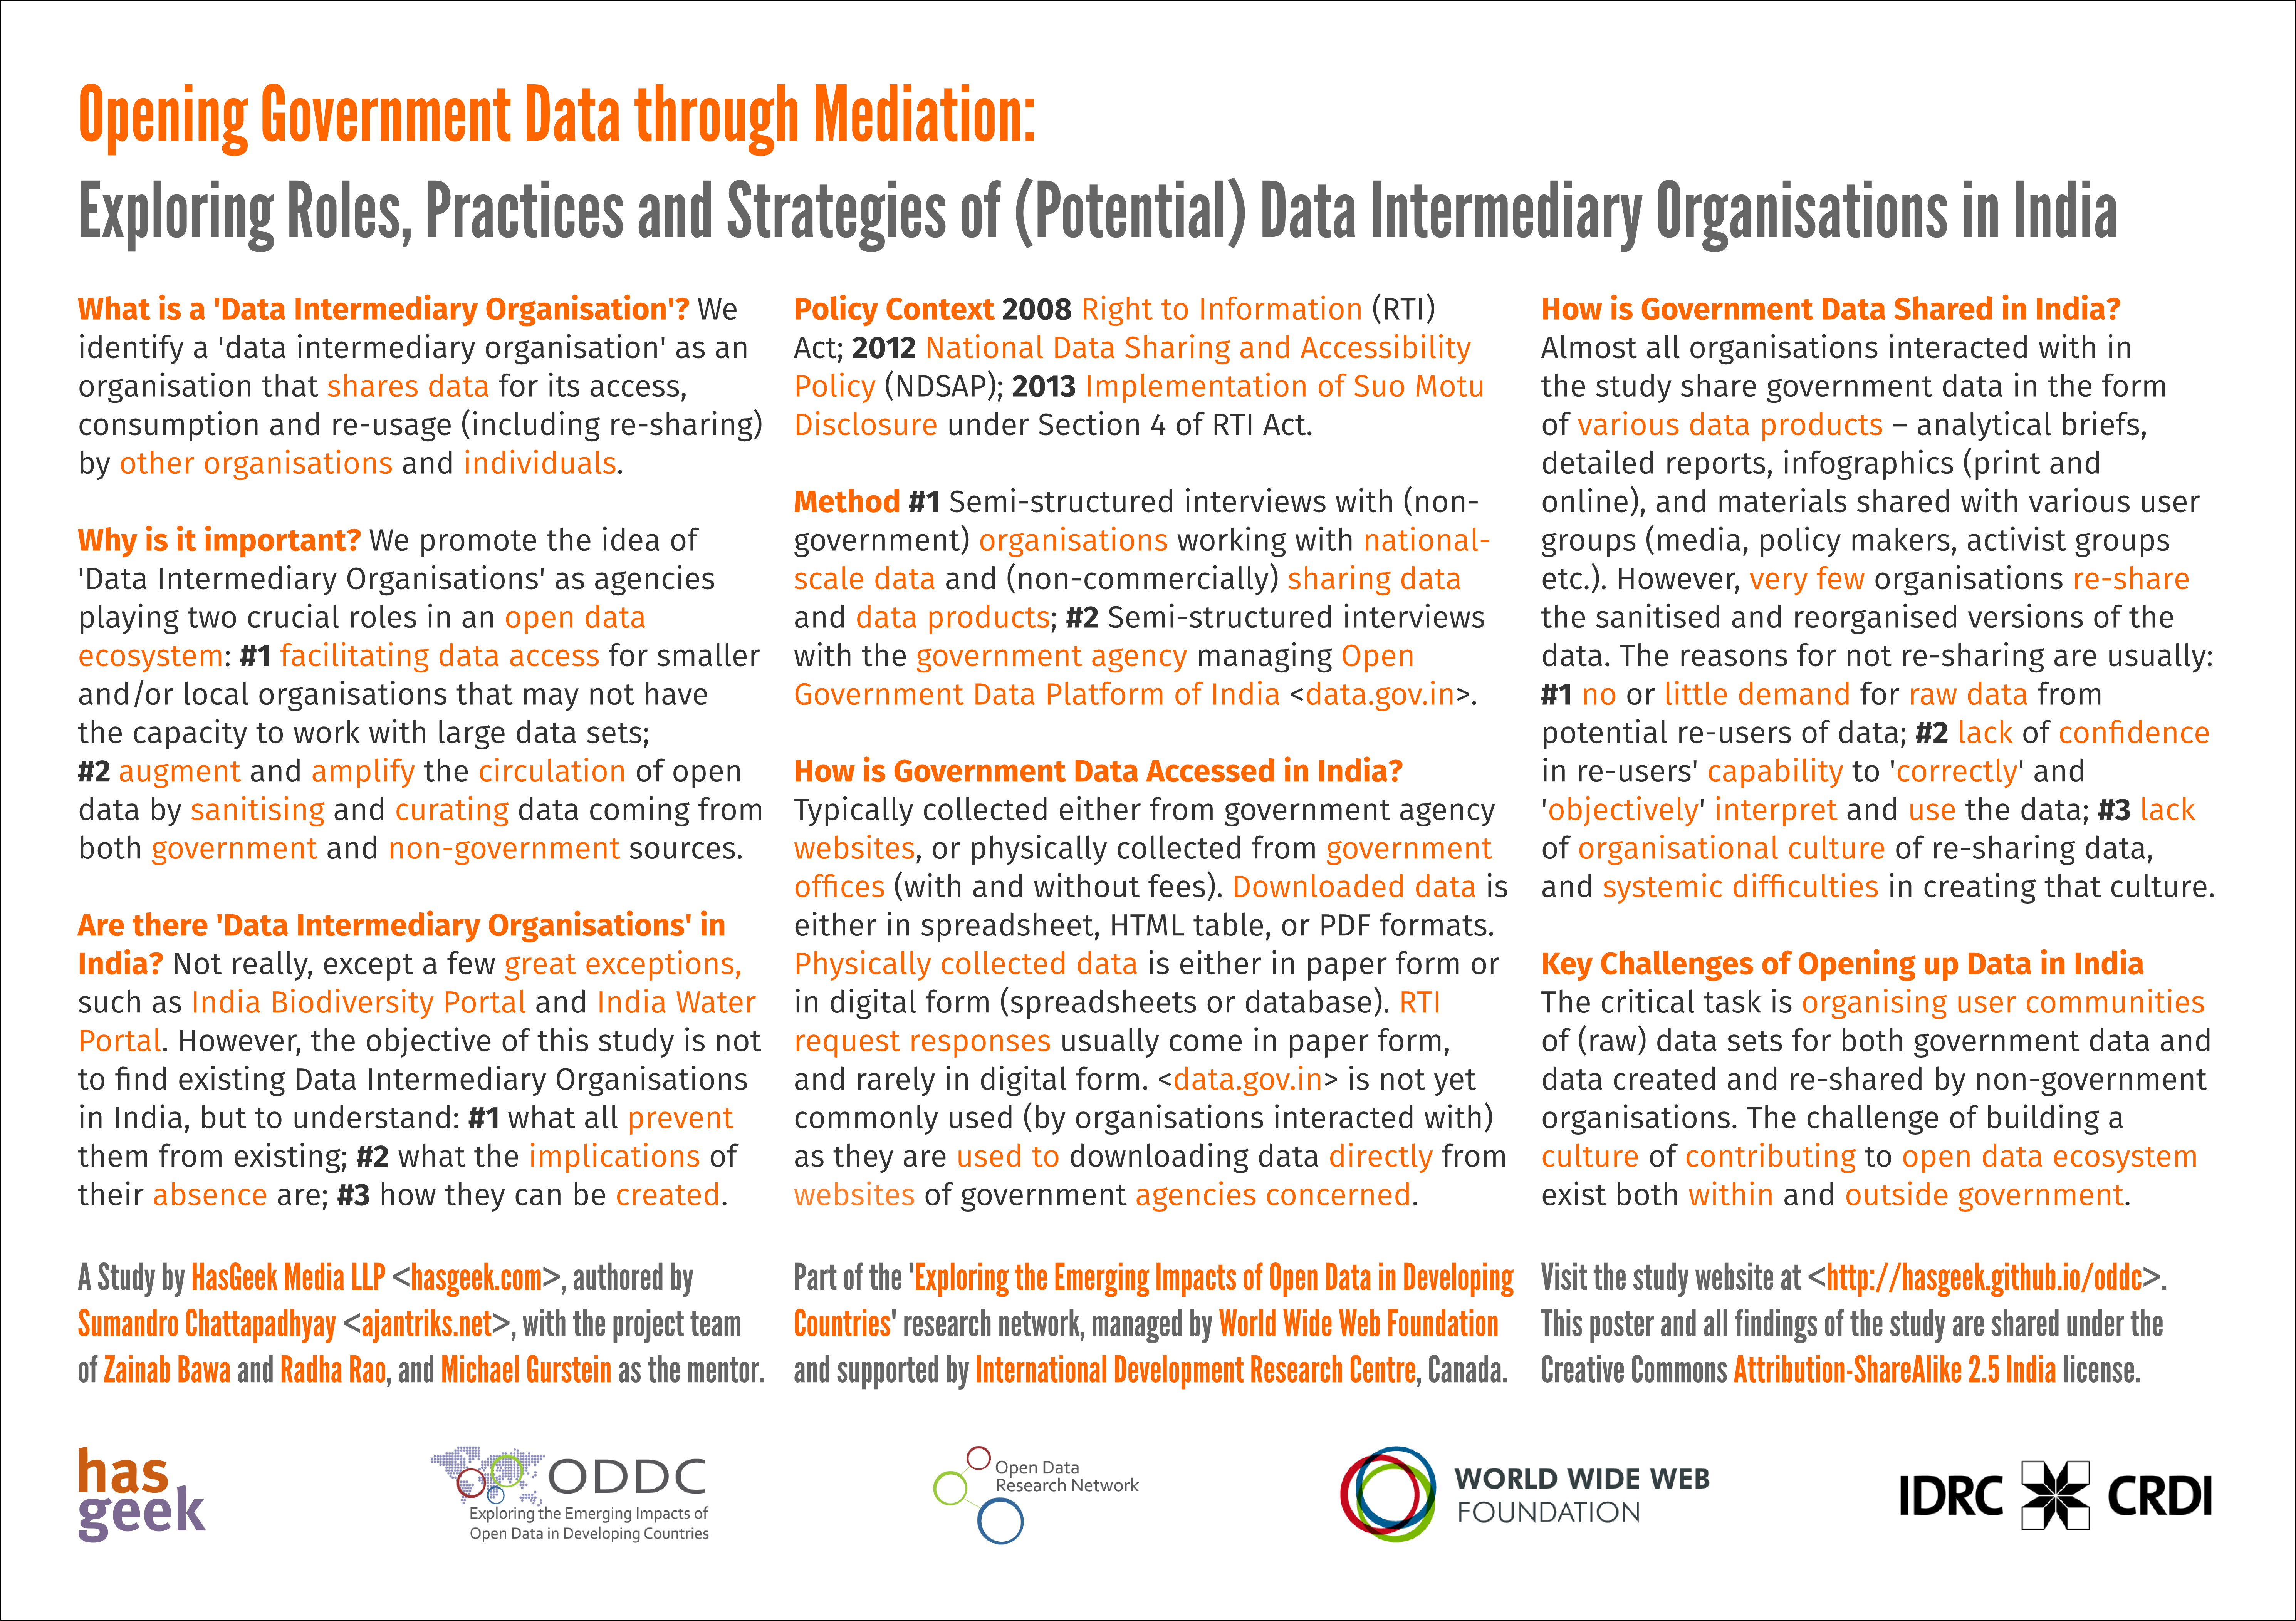 Opening Government Data through Mediation:
Exploring Roles, Practices and Strategies of (Potential) Data Intermediary Organisations in India
What is a 'Data Intermediary Organisation'? We
identify a 'data intermediary organisation' as an
organisation that shares data for its access,
consumption and re-usage (including re-sharing)
by other organisations and individuals.
Why is it important? We promote the idea of
'Data Intermediary Organisations' as agencies
playing two crucial roles in an open data
ecosystem: #1 facilitating data access for smaller
and/or local organisations that may not have
the capacity to work with large data sets;
#2 augment and amplify the circulation of open
data by sanitising and curating data coming from
both government and non-government sources.
Are there 'Data Intermediary Organisations' in
India? Not really, except a few great exceptions,
such as India Biodiversity Portal and India Water
Portal. However, the objective of this study is not
to find existing Data Intermediary Organisations
in India, but to understand: #1 what all prevent
them from existing; #2 what the implications of
their absence are; #3 how they can be created.
Policy Context 2008 Right to Information (RTI)
Act; 2012 National Data Sharing and Accessibility
Policy (NDSAP); 2013 Implementation of Suo Motu
Disclosure under Section 4 of RTI Act.
Method #1 Semi-structured interviews with (non-
government) organisations working with national-
scale data and (non-commercially) sharing data
and data products; #2 Semi-structured interviews
with the government agency managing Open
Government Data Platform of India <data.gov.in>.
How is Government Data Accessed in India?
Typically collected either from government agency
websites, or physically collected from government
offices (with and without fees). Downloaded data is
either in spreadsheet, HTML table, or PDF formats.
Physically collected data is either in paper form or
in digital form (spreadsheets or database). RTI
request responses usually come in paper form,
and rarely in digital form. <data.gov.in> is not yet
commonly used (by organisations interacted with)
as they are used to downloading data directly from
websites of government agencies concerned.
How is Government Data Shared in India?
Almost all organisations interacted with in
the study share government data in the form
of various data products – analytical briefs,
detailed reports, infographics (print and
online), and materials shared with various user
groups (media, policy makers, activist groups
etc.). However, very few organisations re-share
the sanitised and reorganised versions of the
data. The reasons for not re-sharing are usually:
#1 no or little demand for raw data from
potential re-users of data; #2 lack of confidence
in re-users' capability to 'correctly' and
'objectively' interpret and use the data; #3 lack
of organisational culture of re-sharing data,
and systemic difficulties in creating that culture.
Key Challenges of Opening up Data in India
The critical task is organising user communities
of (raw) data sets for both government data and
data created and re-shared by non-government
organisations. The challenge of building a
culture of contributing to open data ecosystem
exist both within and outside government.
A Study by HasGeek Media LLP <hasgeek.com>, authored by
Sumandro Chattapadhyay <ajantriks.net>, with the project team
of Zainab Bawa and Radha Rao, and Michael Gurstein as the mentor.
Part of the 'Exploring the Emerging Impacts of Open Data in Developing
Countries' research network, managed by World Wide Web Foundation
and supported by International Development Research Centre, Canada.
Visit the study website at <http://hasgeek.github.io/oddc>.
This poster and all findings of the study are shared under the
Creative Commons Attribution-ShareAlike 2.5 India license.
has
geek
ODDC
Exploring the Emerging Impacts of
Open Data in Developing Countries
Open Data
Research Network
WORLD WIDE WEB
FOUNDATION
IDRC CRDI